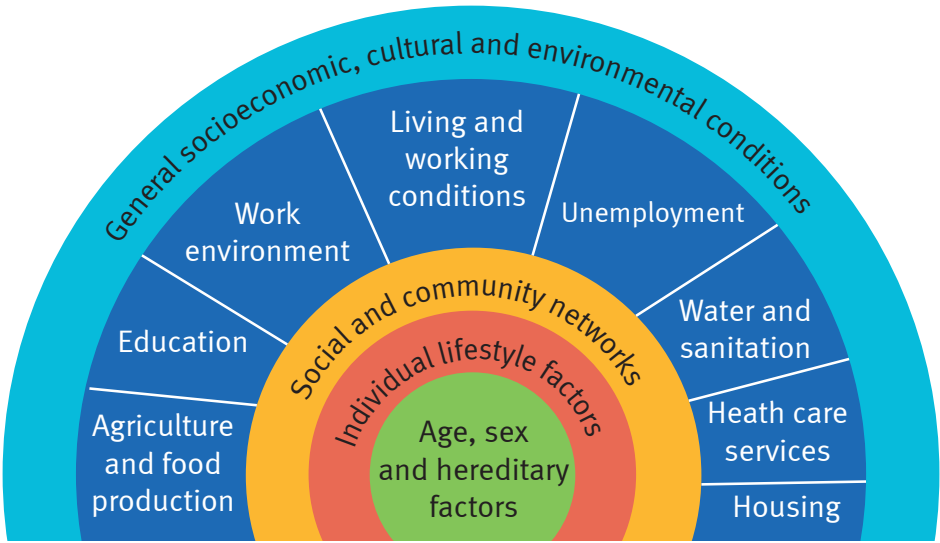 General socioeconomic, cultural and environmental conditions
Living and
working
conditions
Work
environment
Unemployment
Education
Water and
sanitation
Agriculture
and food
production
Heath care
services
Housing
Social and community networks
Individual lifestyle factors
Age, sex
and hereditary
factors